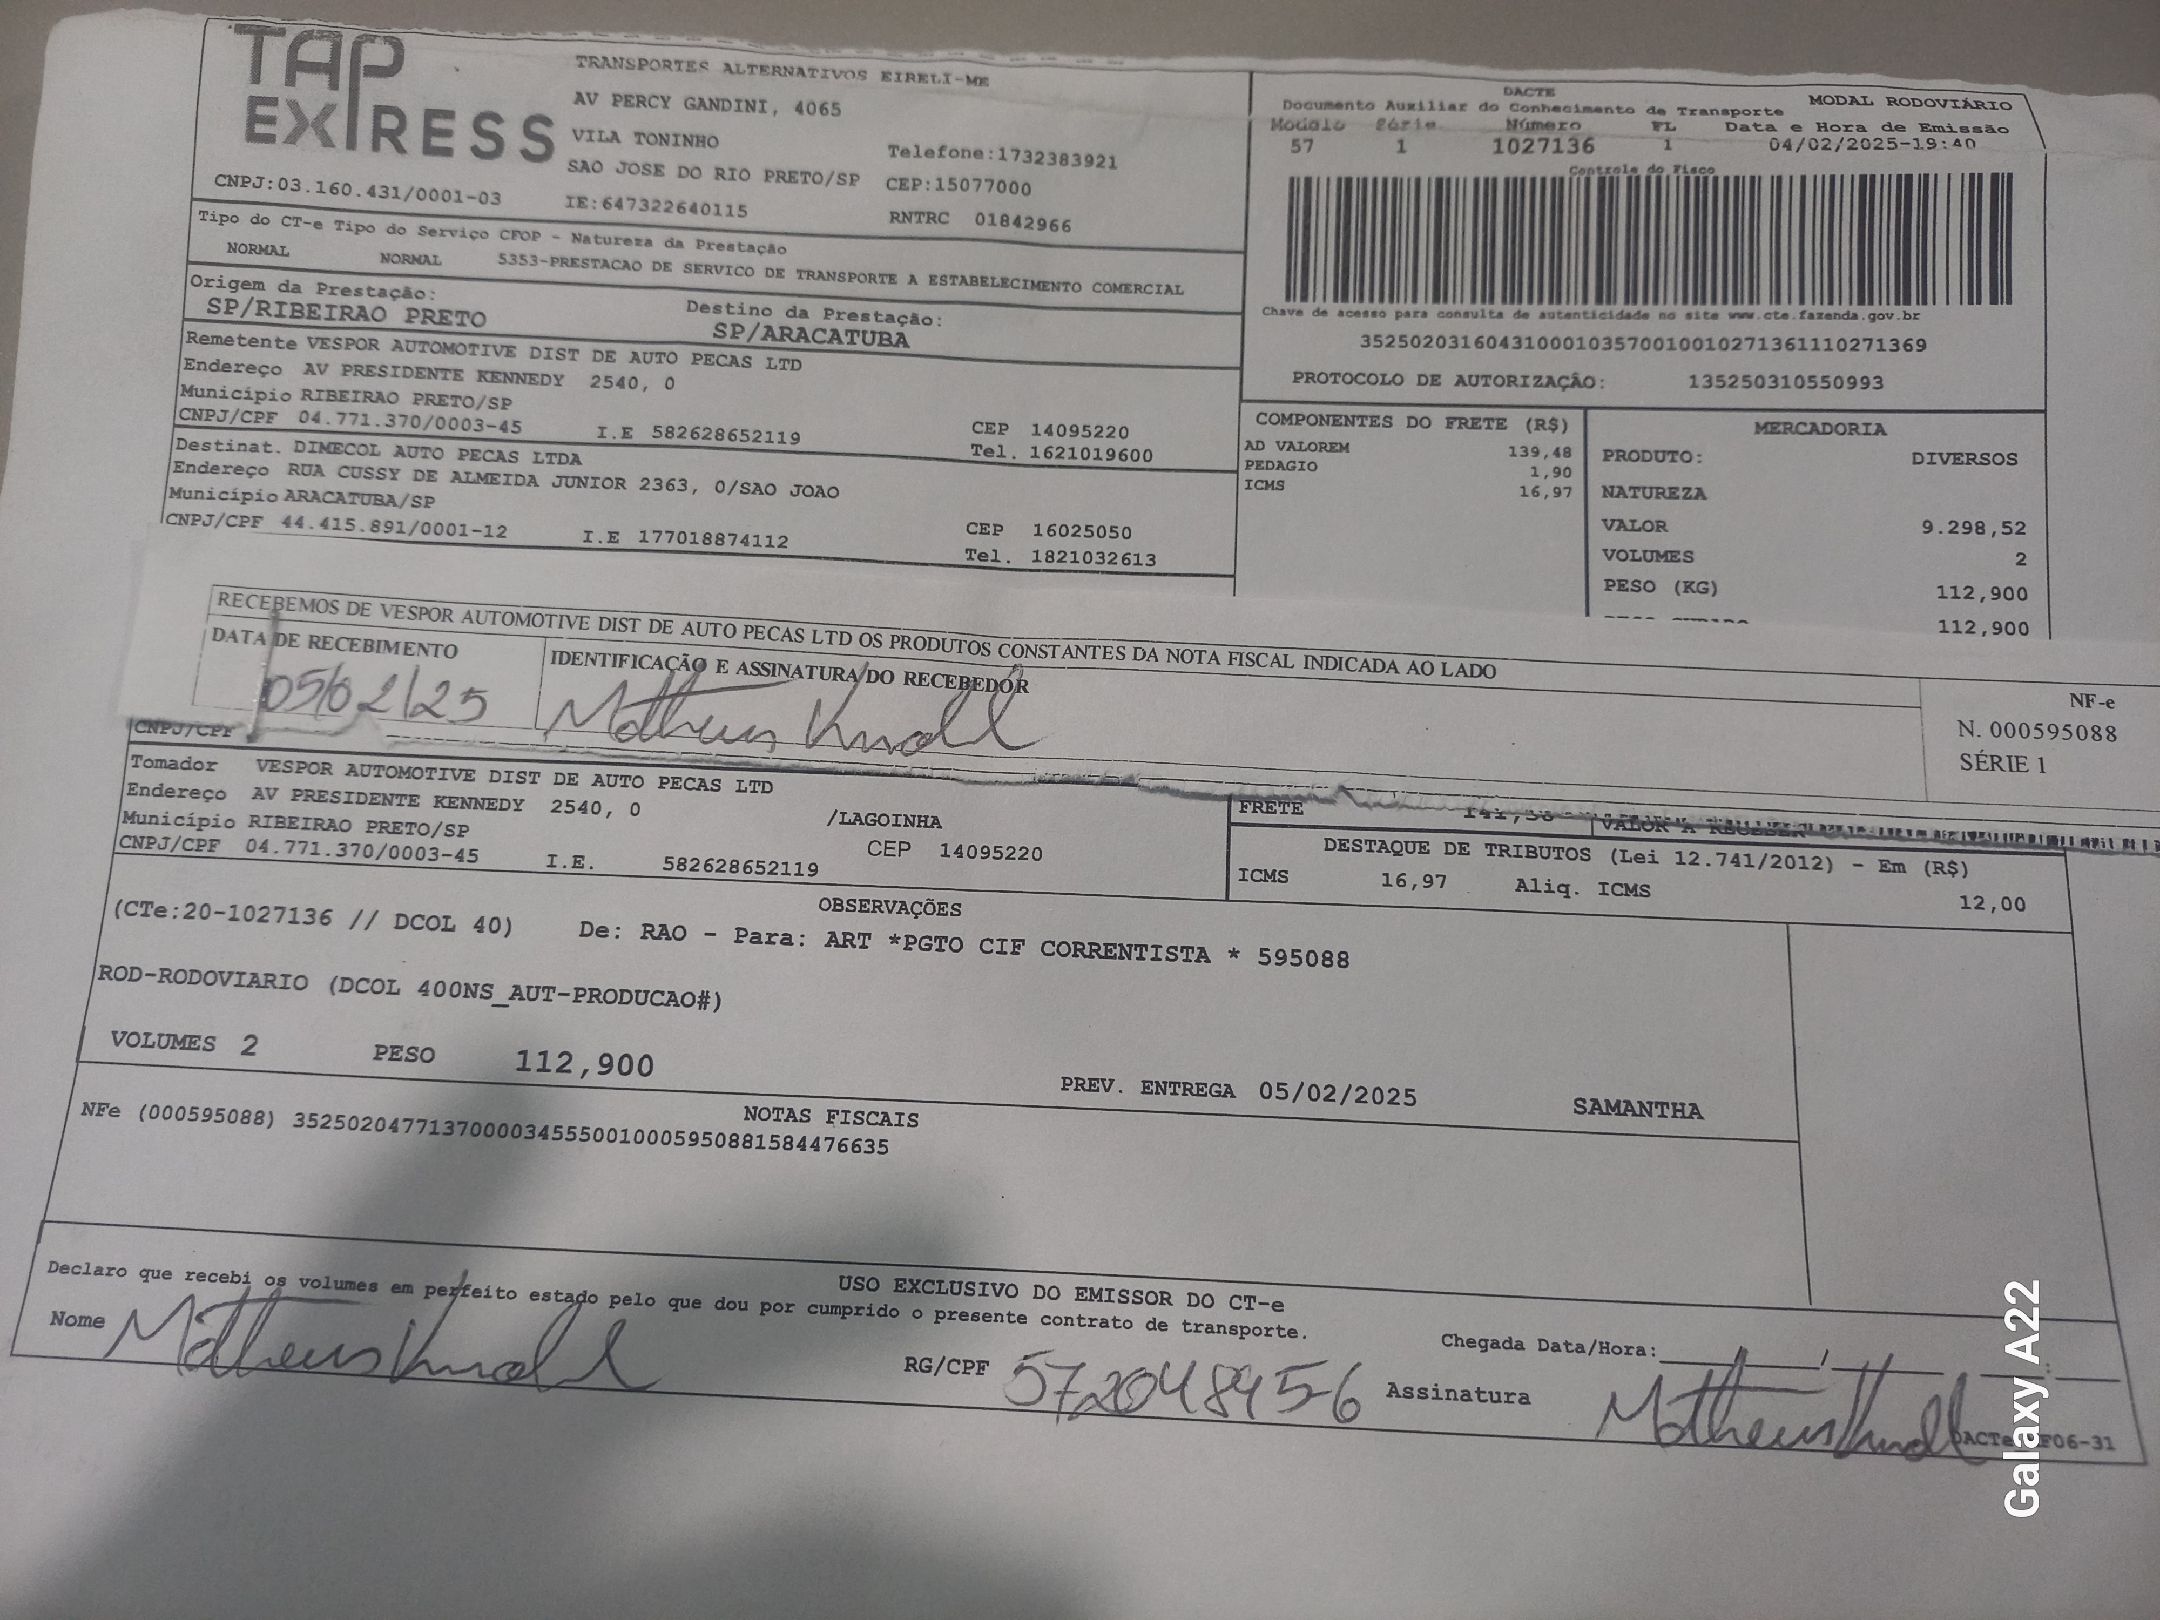 TAP EXPRESS
TRANSPORTES ALTERNATIVOS EIRELI-ME
AV PERCY GANDINI, 4065
VILA TONINHO Telefone:1732383921
SAO JOSE DO RIO PRETO/SP CEP:15077000
CNPJ:03.160.431/0001-03 IE:647322640115 RNTRC 01842966
DACTE MODAL RODOVIÁRIO
Documento Auxiliar do Conhecimento de Transporte
Modelo Série Número FL Data e Hora de Emissão
57 1 1027136 1 04/02/2025-19:40
Controle do Fisco
Chave de acesso para consulta de autenticidade no site www.cte.fazenda.gov.br
35250203160431000103570010010271361110271369
PROTOCOLO DE AUTORIZAÇÃO: 135250310550993
Tipo do CT-e Tipo do Serviço CFOP - Natureza da Prestação
NORMAL NORMAL 5353-PRESTACAO DE SERVICO DE TRANSPORTE A ESTABELECIMENTO COMERCIAL
Origem da Prestação: Destino da Prestação:
SP/RIBEIRAO PRETO SP/ARACATUBA
Remetente VESPOR AUTOMOTIVE DIST DE AUTO PECAS LTD
Endereço AV PRESIDENTE KENNEDY 2540, 0
Município RIBEIRAO PRETO/SP CEP 14095220
CNPJ/CPF 04.771.370/0003-45 I.E 582628652119 Tel. 1621019600
Destinat. DIMECOL AUTO PECAS LTDA
Endereço RUA CUSSY DE ALMEIDA JUNIOR 2363, 0/SAO JOAO
Município ARACATUBA/SP CEP 16025050
CNPJ/CPF 44.415.891/0001-12 I.E 177018874112 Tel. 1821032613
COMPONENTES DO FRETE (R$)
AD VALOREM 139,48
PEDAGIO 1,90
ICMS 16,97
MERCADORIA
PRODUTO: DIVERSOS
NATUREZA
VALOR 9.298,52
VOLUMES 2
PESO (KG) 112,900
112,900
RECEBEMOS DE VESPOR AUTOMOTIVE DIST DE AUTO PECAS LTD OS PRODUTOS CONSTANTES DA NOTA FISCAL INDICADA AO LADO
DATA DE RECEBIMENTO IDENTIFICAÇÃO E ASSINATURA DO RECEBEDOR
05/02/25 Matheus Knoll
NF-e
N. 000595088
SÉRIE 1
CNPJ/CPF
Tomador VESPOR AUTOMOTIVE DIST DE AUTO PECAS LTD
Endereço AV PRESIDENTE KENNEDY 2540, 0 /LAGOINHA
Município RIBEIRAO PRETO/SP CEP 14095220
CNPJ/CPF 04.771.370/0003-45 I.E. 582628652119
FRETE VALOR A RECEBER
DESTAQUE DE TRIBUTOS (Lei 12.741/2012) - Em (R$)
ICMS 16,97 Aliq. ICMS 12,00
OBSERVAÇÕES
(CTe:20-1027136 // DCOL 40) De: RAO - Para: ART *PGTO CIF CORRENTISTA * 595088
ROD-RODOVIARIO (DCOL 400NS_AUT-PRODUCAO#)
VOLUMES 2 PESO 112,900 PREV. ENTREGA 05/02/2025 SAMANTHA
NOTAS FISCAIS
NFe (000595088) 35250204771370000345550010005950881584476635
USO EXCLUSIVO DO EMISSOR DO CT-e
Declaro que recebi os volumes em perfeito estado pelo que dou por cumprido o presente contrato de transporte.
Nome Matheus Knoll RG/CPF 572048456 Chegada Data/Hora:
Assinatura Matheus Knoll
F06-31
Galaxy A22